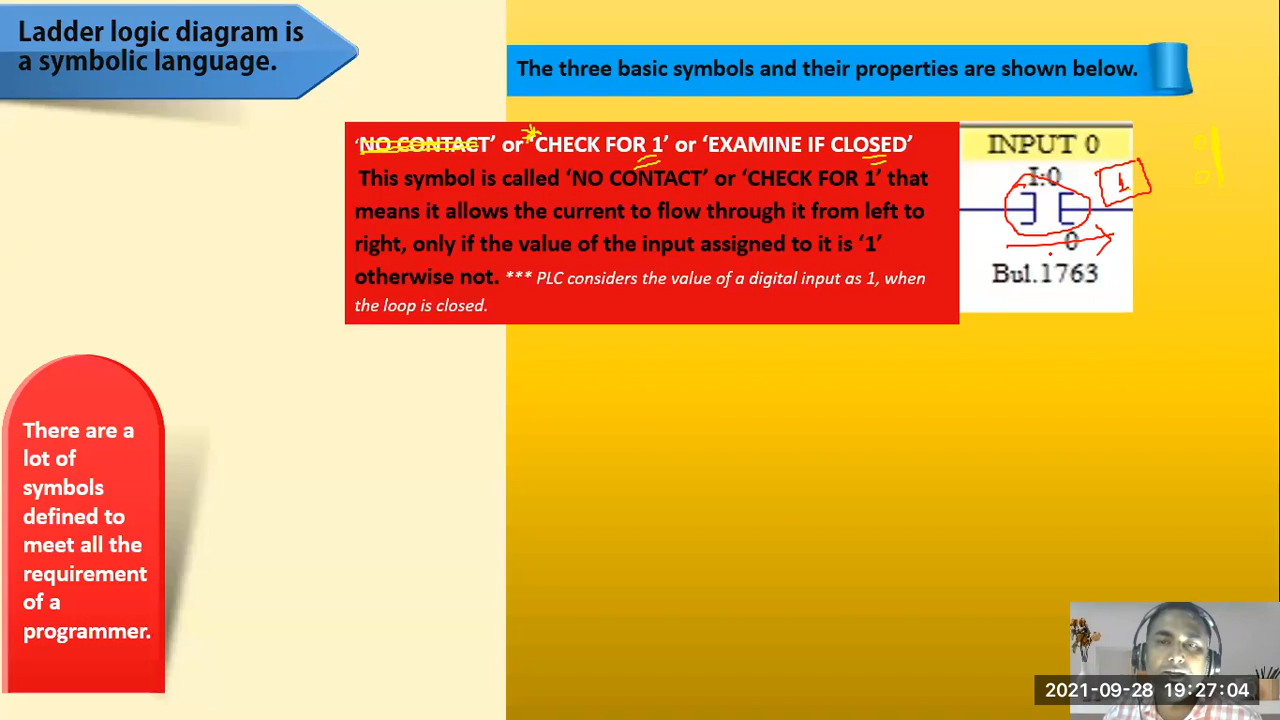 Ladder logic diagram is
a symbolic language.
The three basic symbols and their properties are shown below.
'NO CONTACT' or 'CHECK FOR 1' or 'EXAMINE IF CLOSED'
This symbol is called 'NO CONTACT' or 'CHECK FOR 1' that
means it allows the current to flow through it from left to
right, only if the value of the input assigned to it is '1'
otherwise not. *** PLC considers the value of a digital input as 1, when
the loop is closed.
INPUT 0
I:0
1
0
Bul.1763
There are a
lot of
symbols
defined to
meet all the
requirement
of a
programmer.
2021-09-28 19:27:04